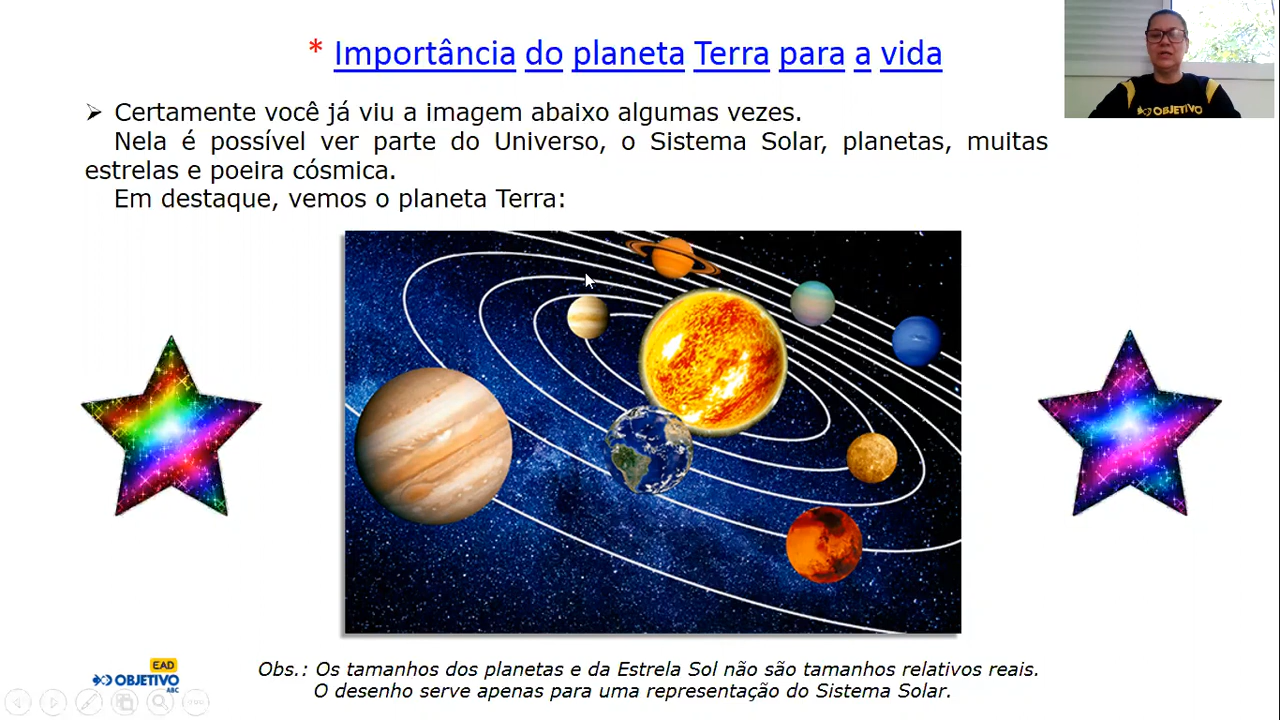 * Importância do planeta Terra para a vida
➢ Certamente você já viu a imagem abaixo algumas vezes.
Nela é possível ver parte do Universo, o Sistema Solar, planetas, muitas
estrelas e poeira cósmica.
Em destaque, vemos o planeta Terra:
OBJETIVO
EAD
OBJETIVO
ABC
Obs.: Os tamanhos dos planetas e da Estrela Sol não são tamanhos relativos reais.
O desenho serve apenas para uma representação do Sistema Solar.